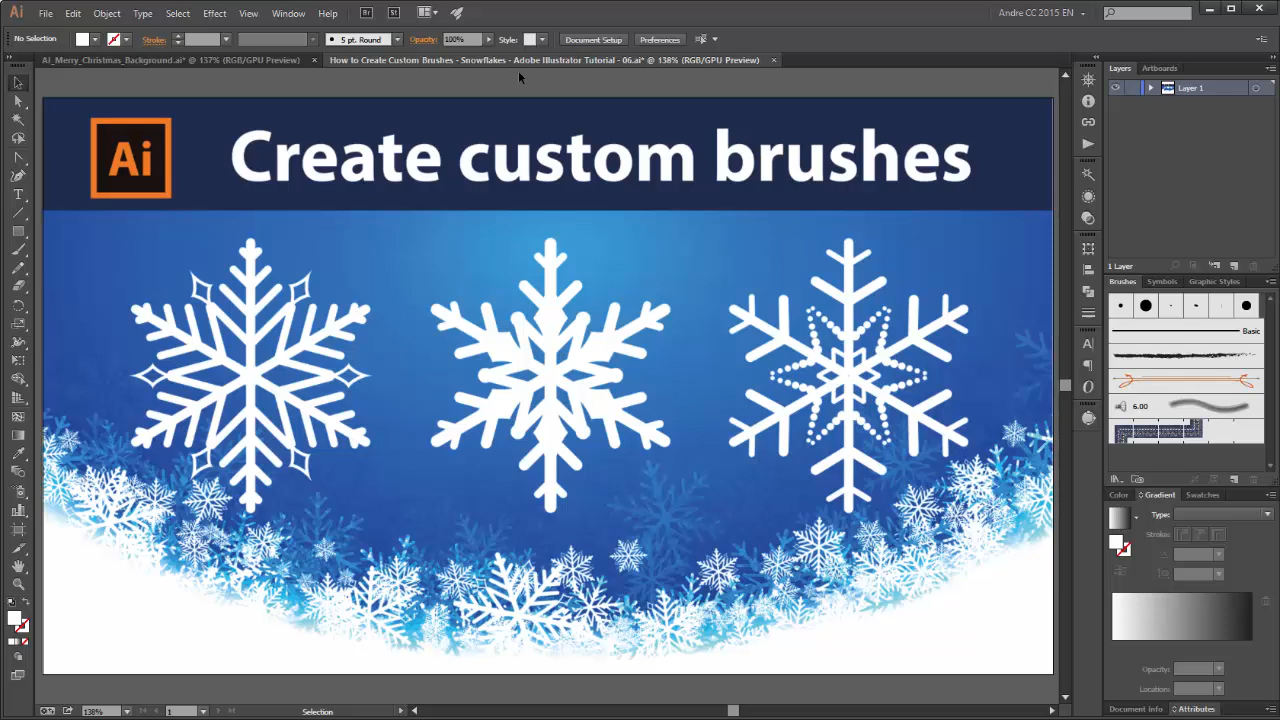 Ai File Edit Object Type Select Effect View Window Help Br St Andre CC 2015 EN
No Selection Stroke: 5 pt. Round Opacity: 100% Style: Document Setup Preferences
AI_Merry_Christmas_Background.ai* @ 137% (RGB/GPU Preview) × How to Create Custom Brushes - Snowflakes - Adobe Illustrator Tutorial - 06.ai* @ 138% (RGB/GPU Preview) ×
Layers Artboards
Layer 1
Ai Create custom brushes
1 Layer
Brushes Symbols Graphic Styles
Basic
6.00
Color Gradient Swatches
Type:
Stroke:
Opacity:
Location:
138% 1 Selection
Document Info Attributes